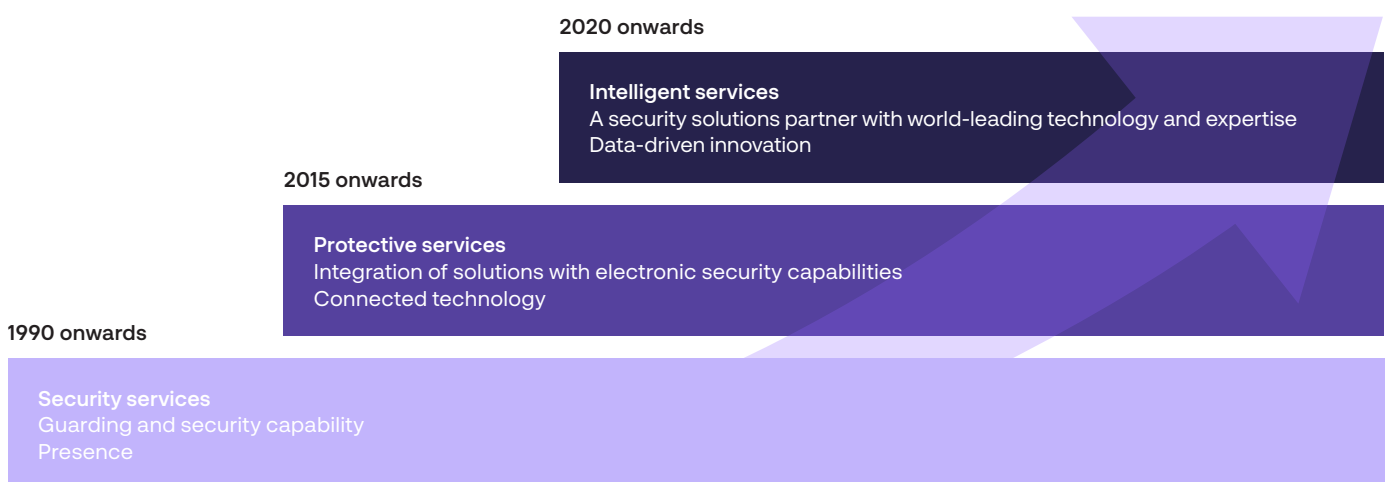 2020 onwards
Intelligent services
A security solutions partner with world-leading technology and expertise
Data-driven innovation
2015 onwards
Protective services
Integration of solutions with electronic security capabilities
Connected technology
1990 onwards
Security services
Guarding and security capability
Presence